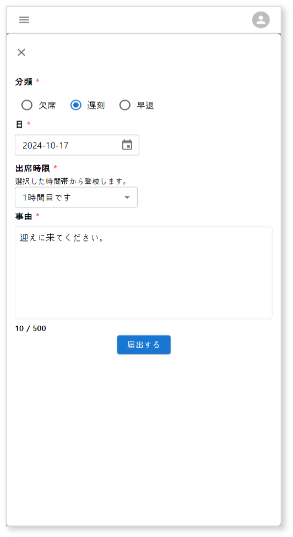 分類 *
欠席 遅刻 早退
日 *
2024-10-17
出席時限 *
選択した時間帯から登校します。
1時間目です
事由 *
迎えに来てください。
10 / 500
届出する